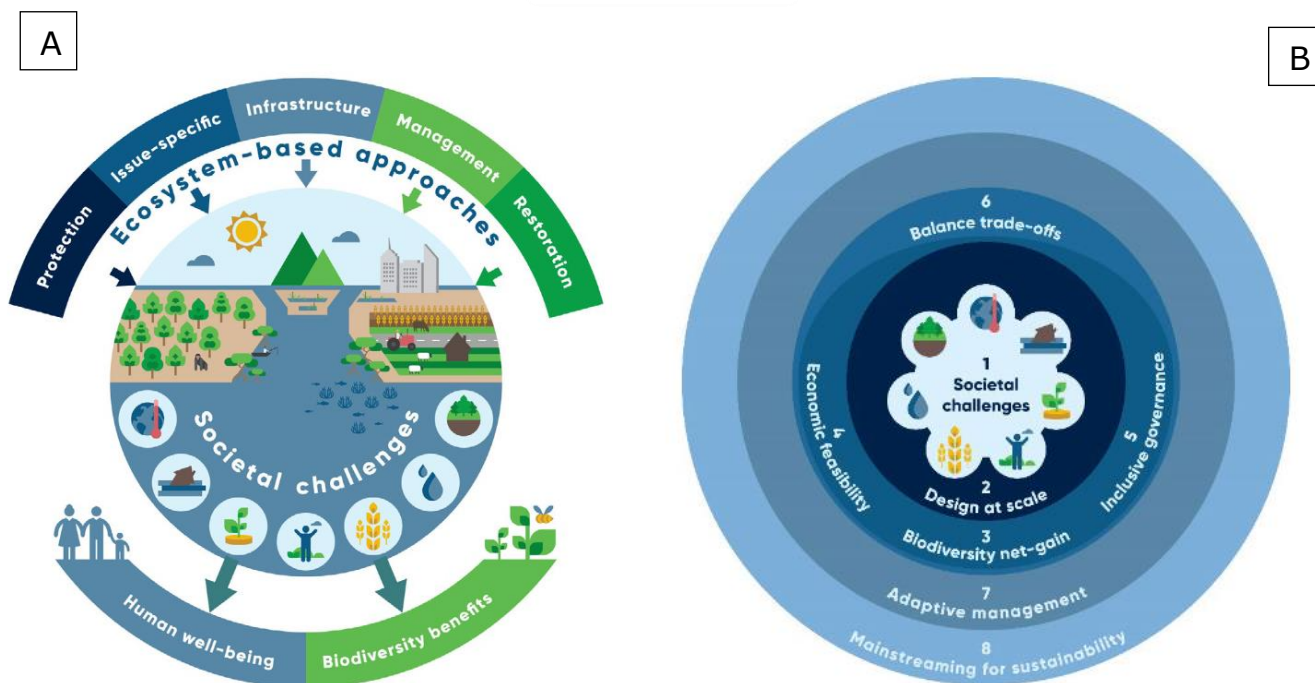 A
Protection
Issue-specific
Infrastructure
Management
Restoration
Ecosystem-based approaches
Societal challenges
Human well-being
Biodiversity benefits
B
6
Balance trade-offs
1
Societal
challenges
4
Economic feasibility
5
Inclusive governance
2
Design at scale
3
Biodiversity net-gain
7
Adaptive management
8
Mainstreaming for sustainability